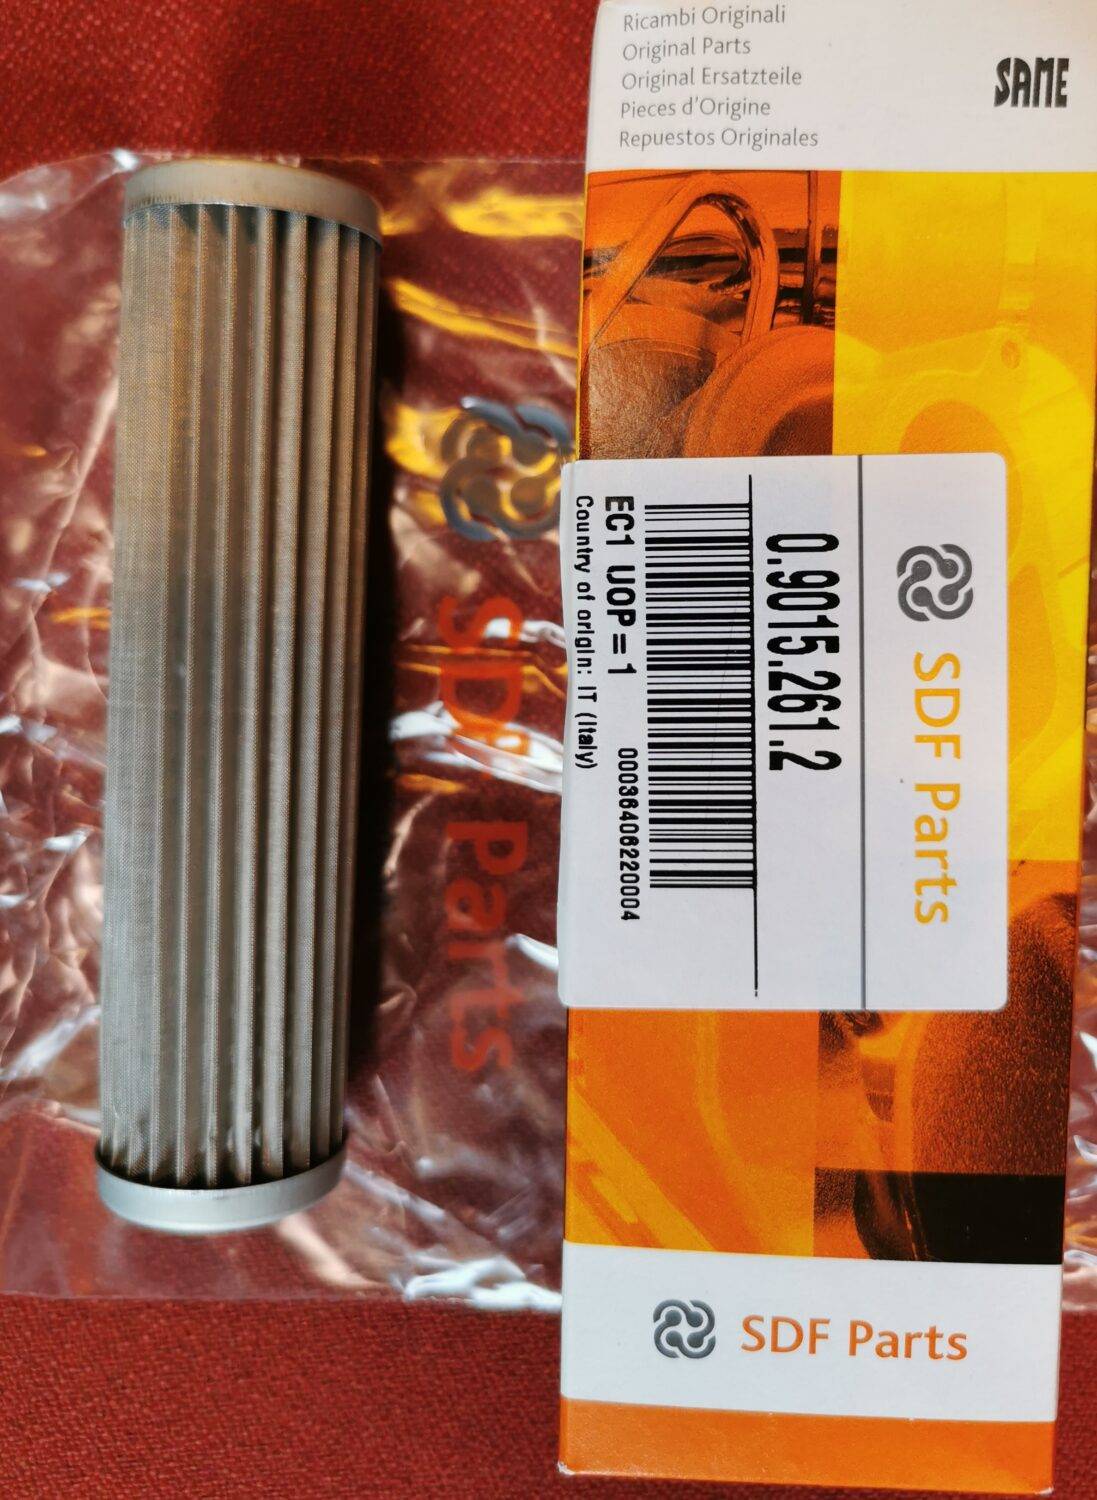 Ricambi Originali
Original Parts
Original Ersatzteile
Pieces d'Origine
Repuestos Originales
SAME
SDF Parts
0.9015.261.2
EC1 UOP=1
00036406220004
Country of origin: IT (Italy)
SDF Parts
SDF Parts